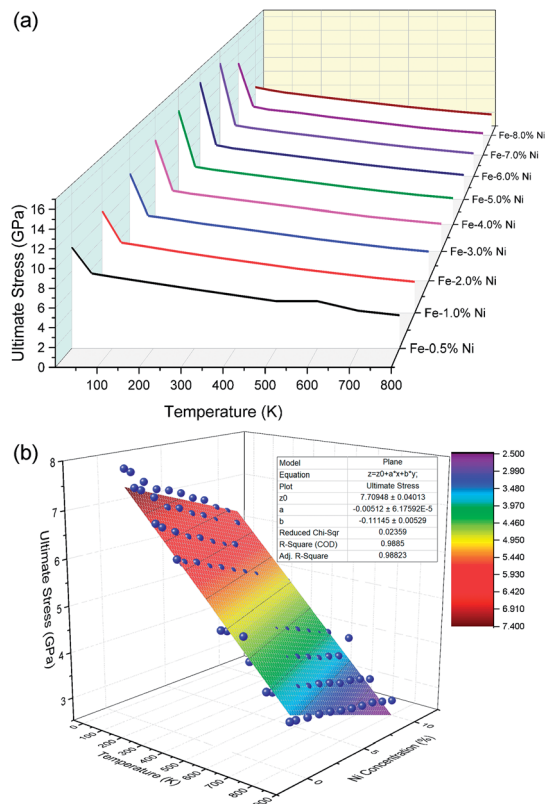 (a)
16
14
12
10
8
6
4
2
0
Ultimate Stress (GPa)
100 200 300 400 500 600 700 800
Temperature (K)
Fe-8.0% Ni
Fe-7.0% Ni
Fe-6.0% Ni
Fe-5.0% Ni
Fe-4.0% Ni
Fe-3.0% Ni
Fe-2.0% Ni
Fe-1.0% Ni
Fe-0.5% Ni
(b)
8
7
6
5
4
3
Ultimate Stress (GPa)
Model Plane
Equation z=z0+a*x+b*y;
Plot Ultimate Stress
z0 7.70948 ± 0.04013
a -0.00512 ± 6.17592E-5
b -0.11145 ± 0.00529
Reduced Chi-Sqr 0.02359
R-Square (COD) 0.9885
Adj. R-Square 0.98823
2.500
2.990
3.480
3.970
4.460
4.950
5.440
5.930
6.420
6.910
7.400
0 100 200 300 400 500 600 700 800
Temperature (K)
0 5 10
Ni Concentration (%)